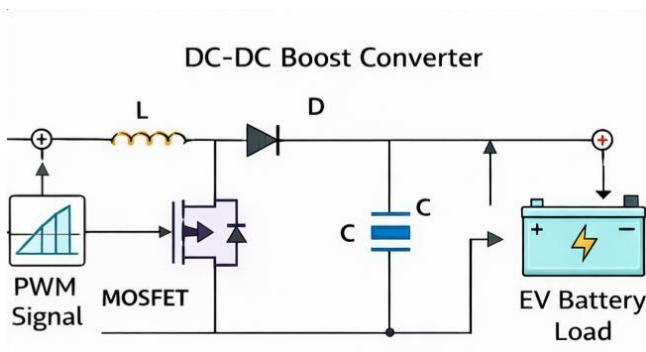 DC-DC Boost Converter
L
D
C
C
PWM
Signal
MOSFET
EV Battery
Load